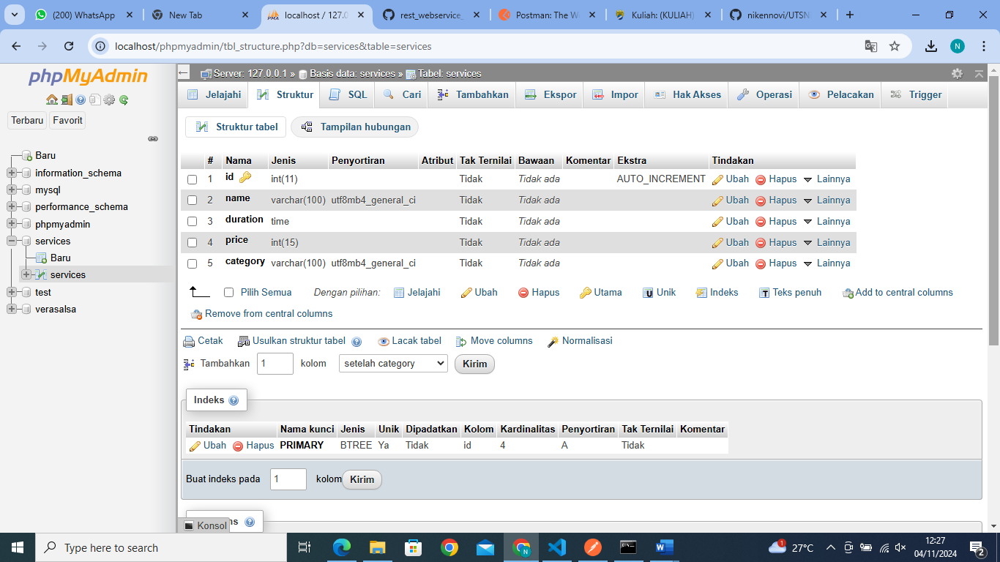 (200) WhatsApp
New Tab
localhost / 127.0
rest_webservice_
Postman: The W
Kuliah: (KULIAH)
nikennovi/UTSN
localhost/phpmyadmin/tbl_structure.php?db=services&table=services
N
phpMyAdmin
Terbaru Favorit
Baru
information_schema
mysql
performance_schema
phpmyadmin
services
Baru
services
test
verasalsa
Server: 127.0.0.1 » Basis data: services » Tabel: services
Jelajahi Struktur SQL Cari Tambahkan Ekspor Impor Hak Akses Operasi Pelacakan Trigger
Struktur tabel Tampilan hubungan
# Nama Jenis Penyortiran Atribut Tak Ternilai Bawaan Komentar Ekstra Tindakan
1 id int(11) Tidak Tidak ada AUTO_INCREMENT Ubah Hapus Lainnya
2 name varchar(100) utf8mb4_general_ci Tidak Tidak ada Ubah Hapus Lainnya
3 duration time Tidak Tidak ada Ubah Hapus Lainnya
4 price int(15) Tidak Tidak ada Ubah Hapus Lainnya
5 category varchar(100) utf8mb4_general_ci Tidak Tidak ada Ubah Hapus Lainnya
Pilih Semua Dengan pilihan: Jelajahi Ubah Hapus Utama Unik Indeks Teks penuh Add to central columns
Remove from central columns
Cetak Usulkan struktur tabel Lacak tabel Move columns Normalisasi
Tambahkan 1 kolom setelah category Kirim
Indeks
Tindakan Nama kunci Jenis Unik Dipadatkan Kolom Kardinalitas Penyortiran Tak Ternilai Komentar
Ubah Hapus PRIMARY BTREE Ya Tidak id 4 A Tidak
Buat indeks pada 1 kolom Kirim
Konsol
Type here to search
N
1
27°C
12:27
04/11/2024
2